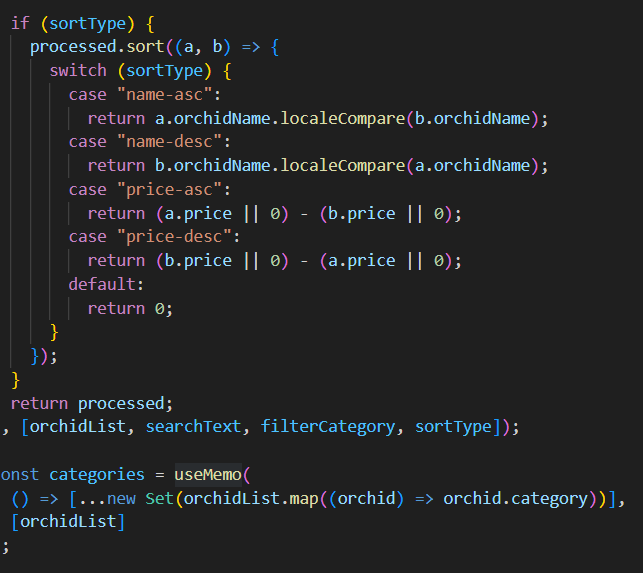 if (sortType) {
processed.sort((a, b) => {
switch (sortType) {
case "name-asc":
return a.orchidName.localeCompare(b.orchidName);
case "name-desc":
return b.orchidName.localeCompare(a.orchidName);
case "price-asc":
return (a.price || 0) - (b.price || 0);
case "price-desc":
return (b.price || 0) - (a.price || 0);
default:
return 0;
}
});
}
return processed;
, [orchidList, searchText, filterCategory, sortType]);
onst categories = useMemo(
() => [...new Set(orchidList.map((orchid) => orchid.category))],
[orchidList]
;